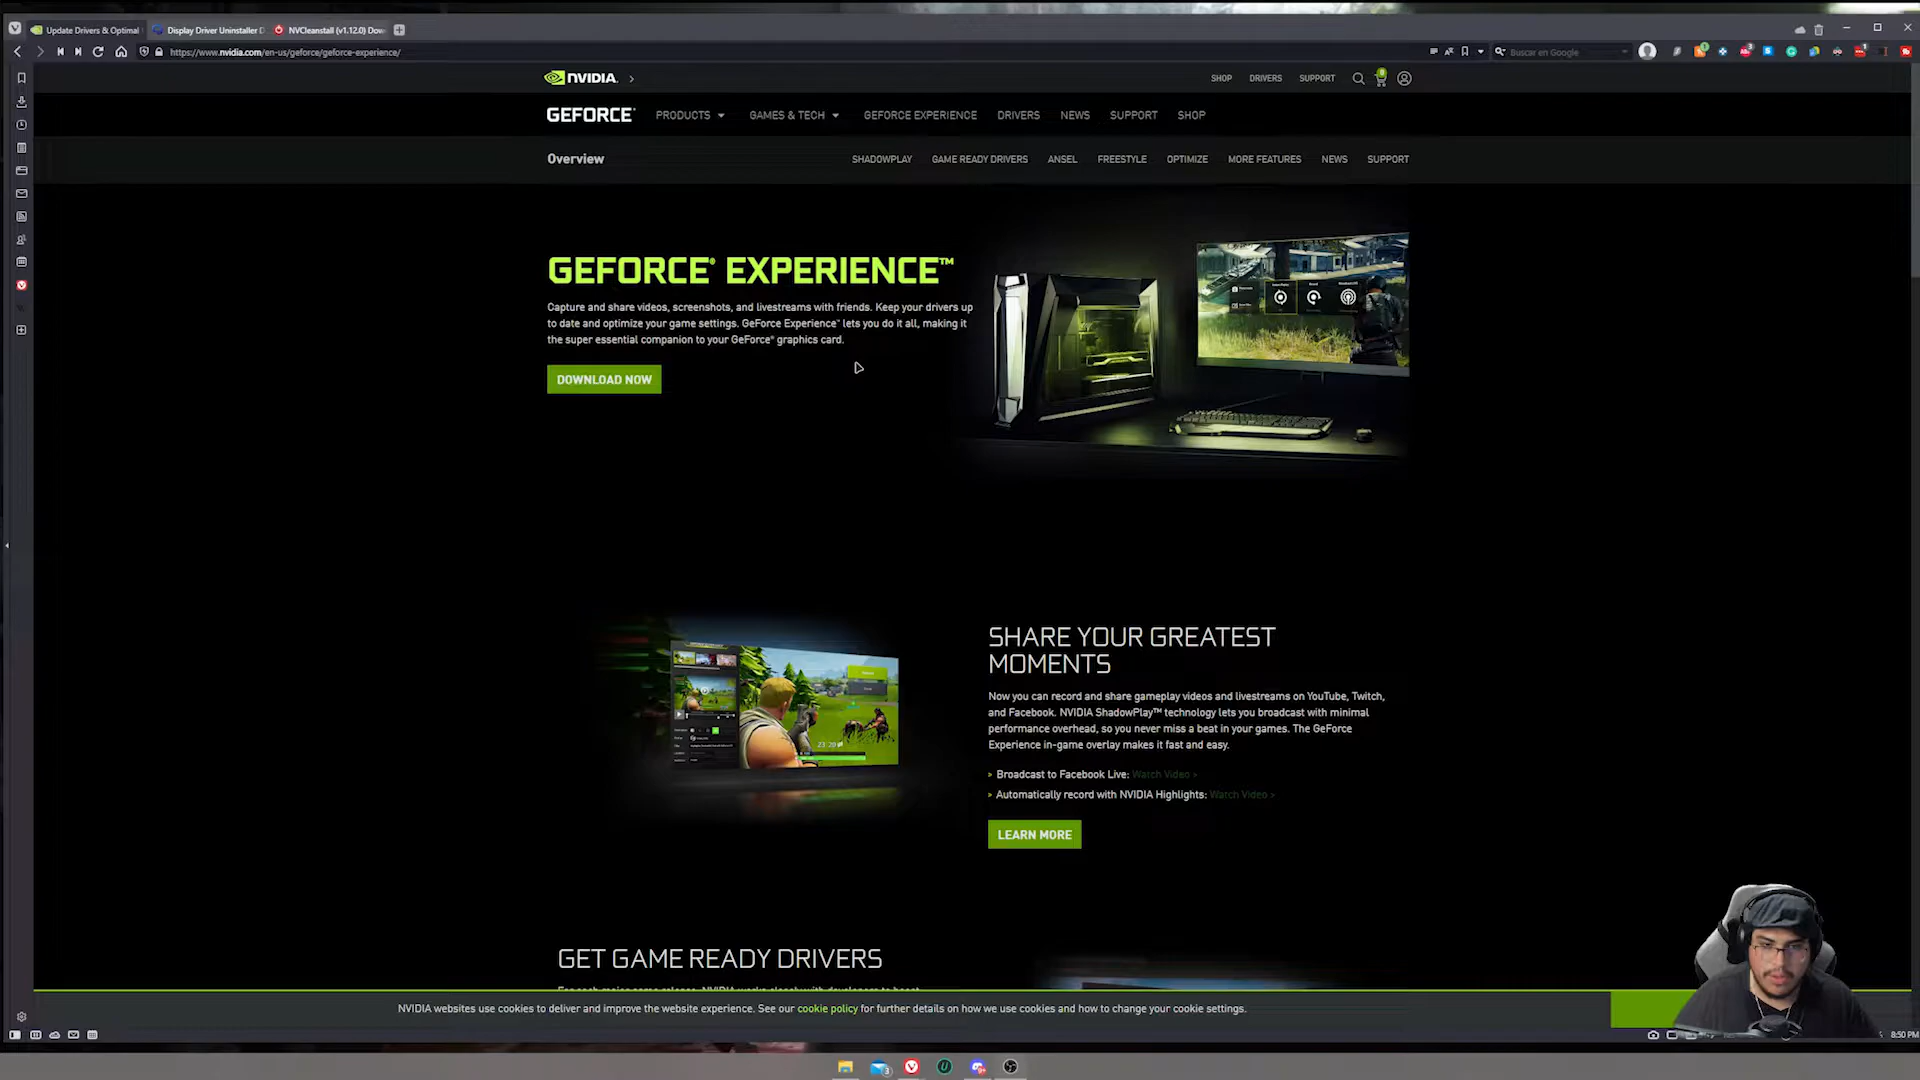 Update Drivers & Optimal
Display Driver Uninstaller D
NVCleanstall (v1.12.0) Dow
https://www.nvidia.com/en-us/geforce/geforce-experience/
Buscar en Google
NVIDIA.
SHOP
DRIVERS
SUPPORT
GEFORCE
PRODUCTS
GAMES & TECH
GEFORCE EXPERIENCE
DRIVERS
NEWS
SUPPORT
SHOP
Overview
SHADOWPLAY
GAME READY DRIVERS
ANSEL
FREESTYLE
OPTIMIZE
MORE FEATURES
NEWS
SUPPORT
GEFORCE® EXPERIENCE™
Capture and share videos, screenshots, and livestreams with friends. Keep your drivers up
to date and optimize your game settings. GeForce Experience™ lets you do it all, making it
the super essential companion to your GeForce® graphics card.
DOWNLOAD NOW
SHARE YOUR GREATEST
MOMENTS
Now you can record and share gameplay videos and livestreams on YouTube, Twitch,
and Facebook. NVIDIA ShadowPlay™ technology lets you broadcast with minimal
performance overhead, so you never miss a beat in your games. The GeForce
Experience in-game overlay makes it fast and easy.
› Broadcast to Facebook Live: Watch Video ›
› Automatically record with NVIDIA Highlights: Watch Video ›
LEARN MORE
GET GAME READY DRIVERS
NVIDIA websites use cookies to deliver and improve the website experience. See our cookie policy for further details on how we use cookies and how to change your cookie settings.
8:50 PM